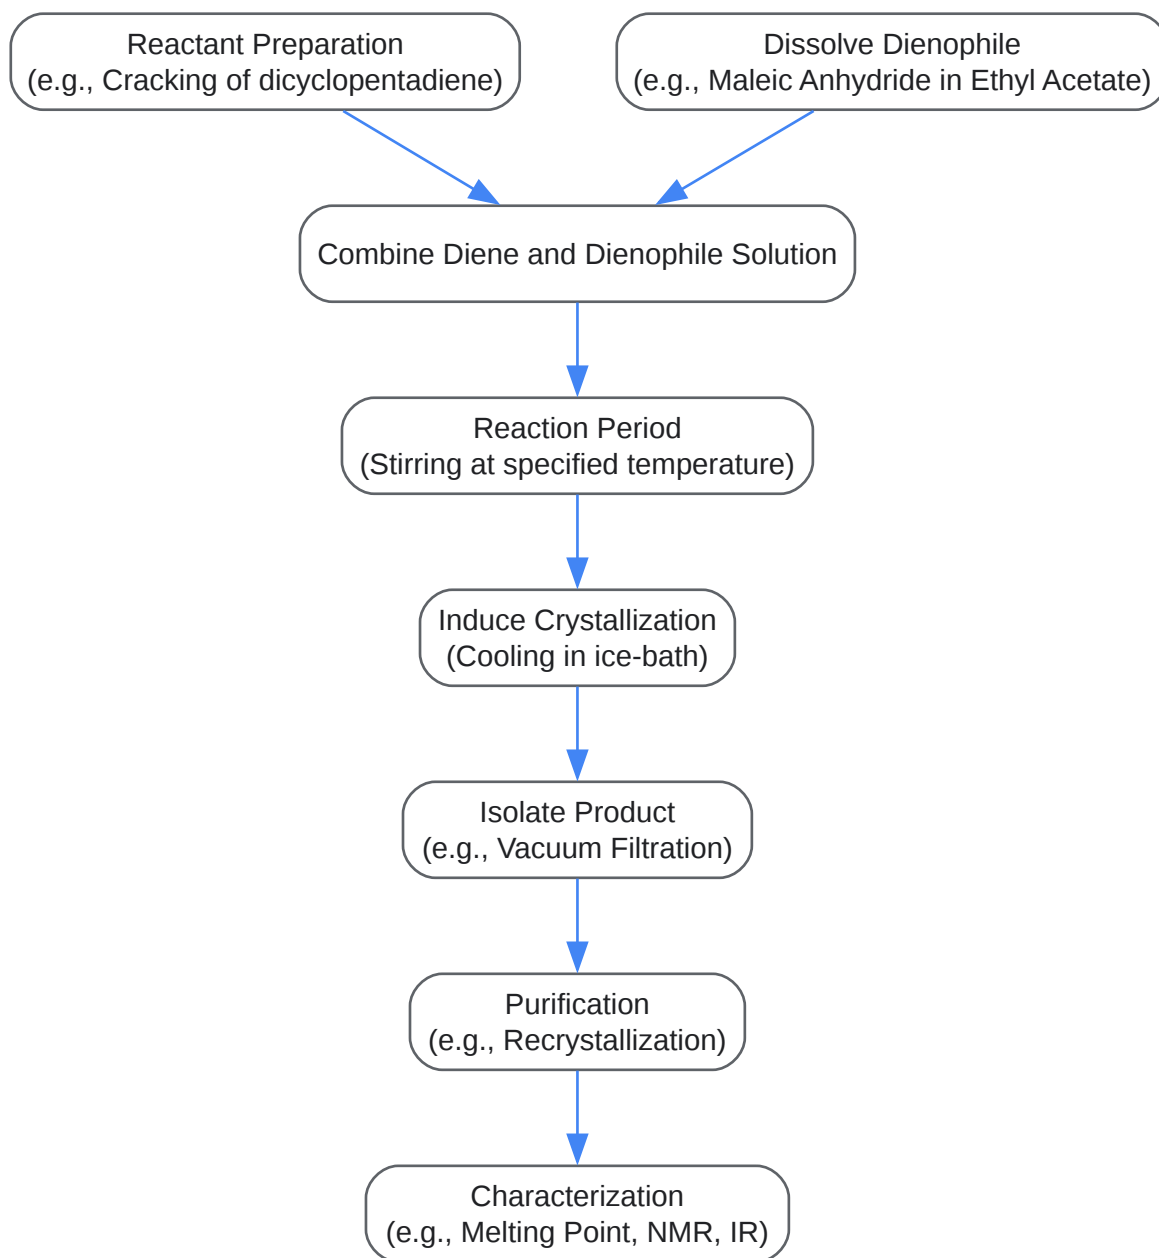 Reactant Preparation
(e.g., Cracking of dicyclopentadiene)
Dissolve Dienophile
(e.g., Maleic Anhydride in Ethyl Acetate)
Combine Diene and Dienophile Solution
Reaction Period
(Stirring at specified temperature)
Induce Crystallization
(Cooling in ice-bath)
Isolate Product
(e.g., Vacuum Filtration)
Purification
(e.g., Recrystallization)
Characterization
(e.g., Melting Point, NMR, IR)